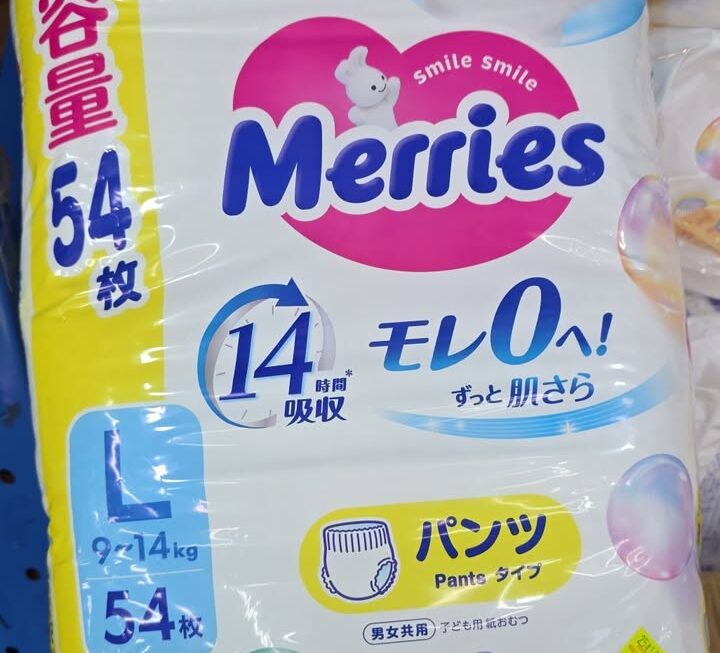 容量
54
枚
smile smile
Merries
14
時間*
吸収
モレ0へ!
ずっと肌さら
L
9~14kg
54枚
パンツ
Pants タイプ
男女共用 子ども用紙おむつ